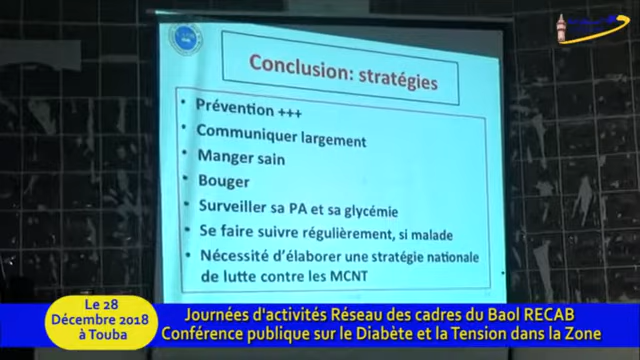 Conclusion: stratégies
• Prévention +++
• Communiquer largement
• Manger sain
• Bouger
• Surveiller sa PA et sa glycémie
• Se faire suivre régulièrement, si malade
• Nécessité d'élaborer une stratégie nationale
de lutte contre les MCNT
Le 28
Décembre 2018
à Touba
Journées d'activités Réseau des cadres du Baol RECAB
Conférence publique sur le Diabète et la Tension dans la Zone